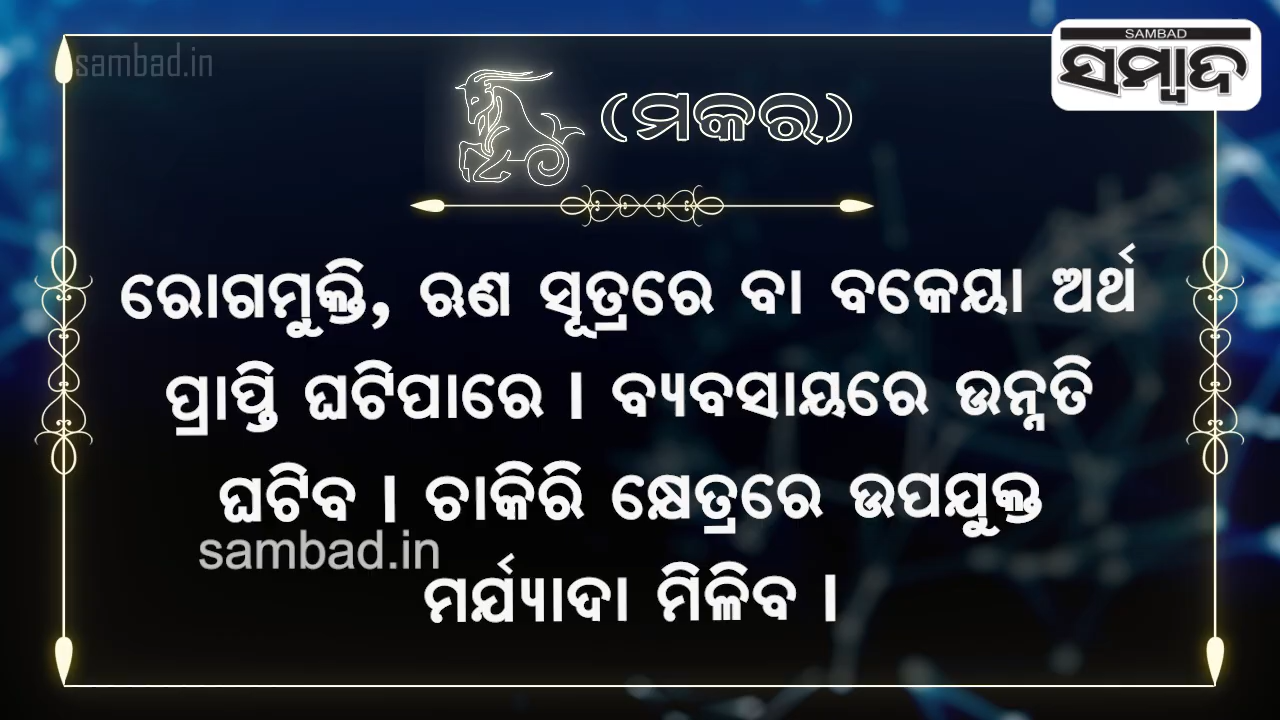 sambad.in
SAMBAD
ସମ୍ବାଦ
(ମକର)
ରୋଗମୁକ୍ତି, ଋଣ ସୂତ୍ରରେ ବା ବକେୟା ଅର୍ଥ
ପ୍ରାପ୍ତି ଘଟିପାରେ । ବ୍ୟବସାୟରେ ଉନ୍ନତି
ଘଟିବ । ଚାକିରି କ୍ଷେତ୍ରରେ ଉପଯୁକ୍ତ
sambad.in
ମର୍ଯ୍ୟାଦା ମିଳିବ ।